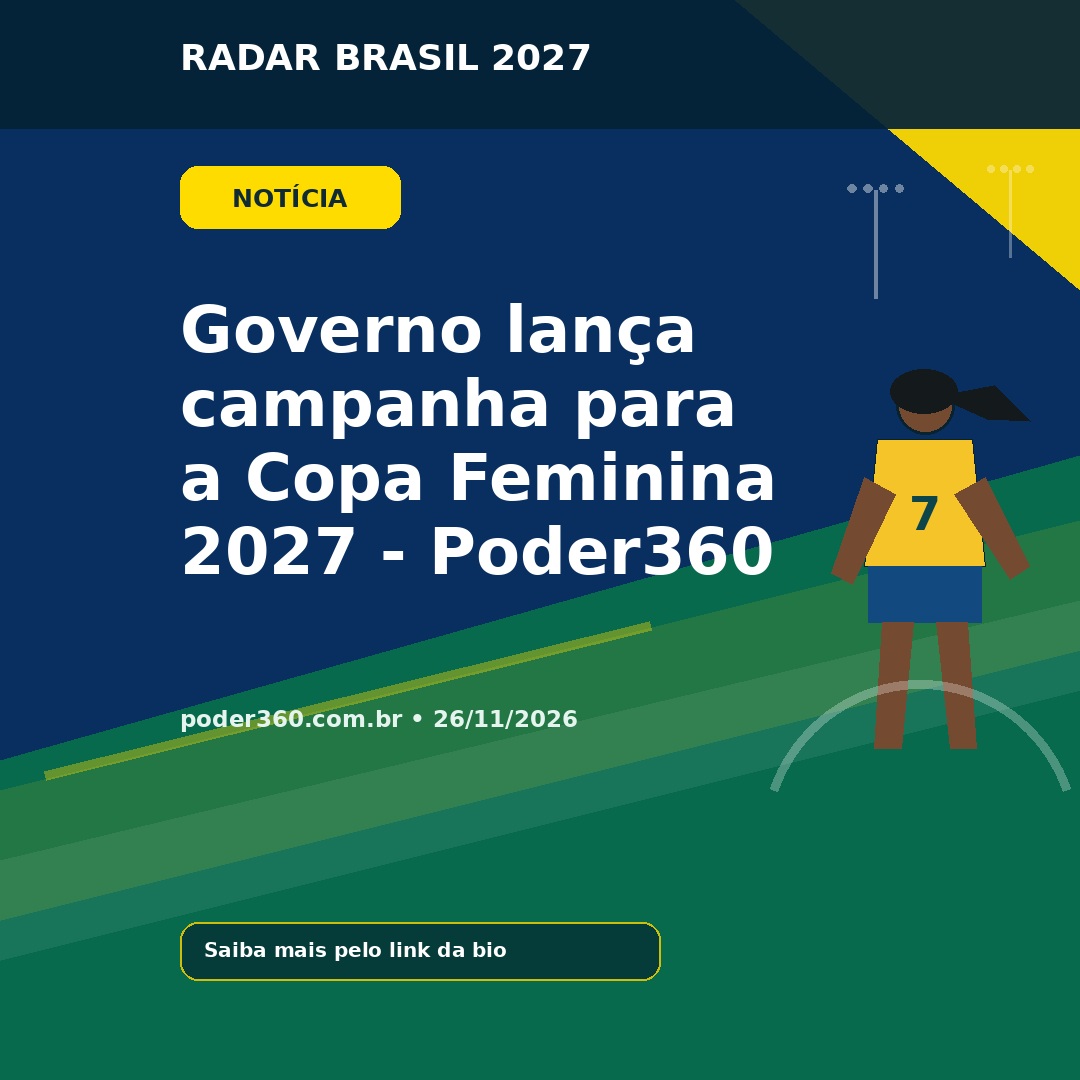 RADAR BRASIL 2027
NOTÍCIA
Governo lança
campanha para
a Copa Feminina
2027 - Poder360
7
poder360.com.br • 26/11/2026
Saiba mais pelo link da bio